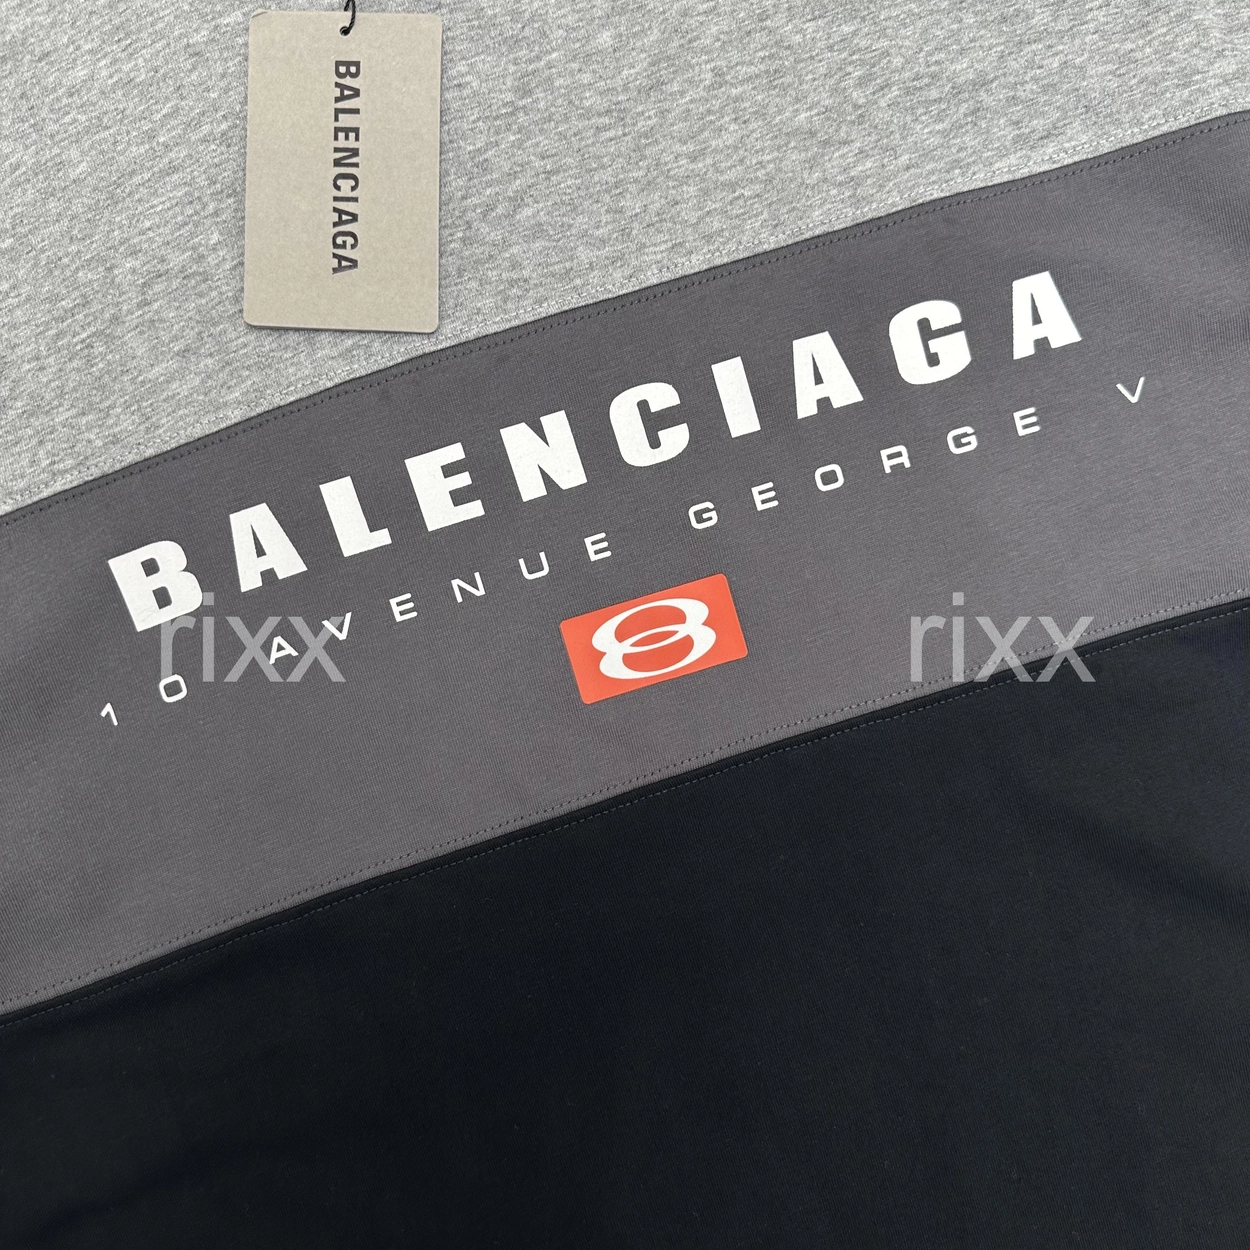 BALENCIAGA
BALENCIAGA
10 AVENUE GEORGE V
rixx
rixx